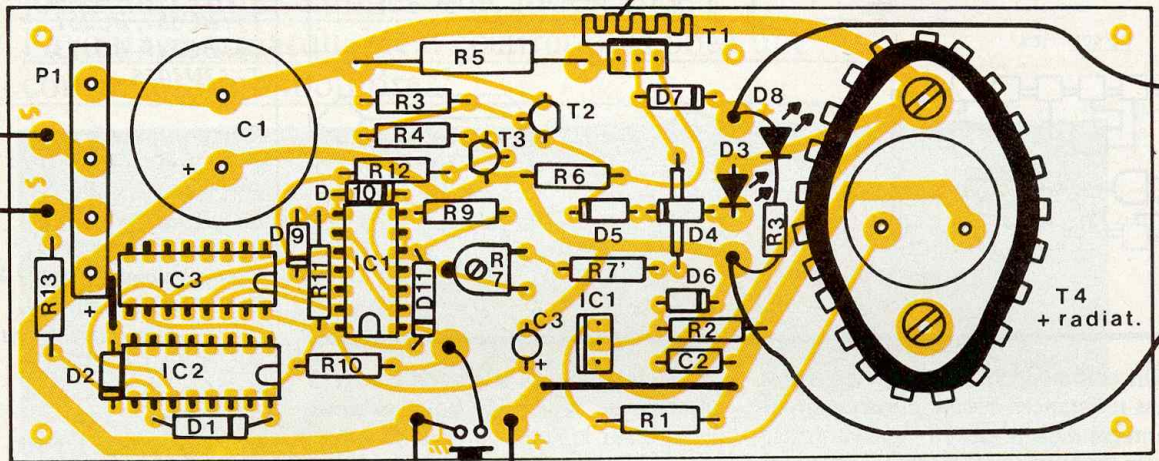 P1
S
S
C1
+
R5
T1
R3
D7
D8
T2
R4
T3
D3
R12
R6
D 10
R9
D5
D4
R3
D9
R11
IC1
IC3
D11
R7
R7'
D6
R13
IC1
+
C3
+
R2
T4
+ radiat.
D2
IC2
R10
C2
D1
R1
+